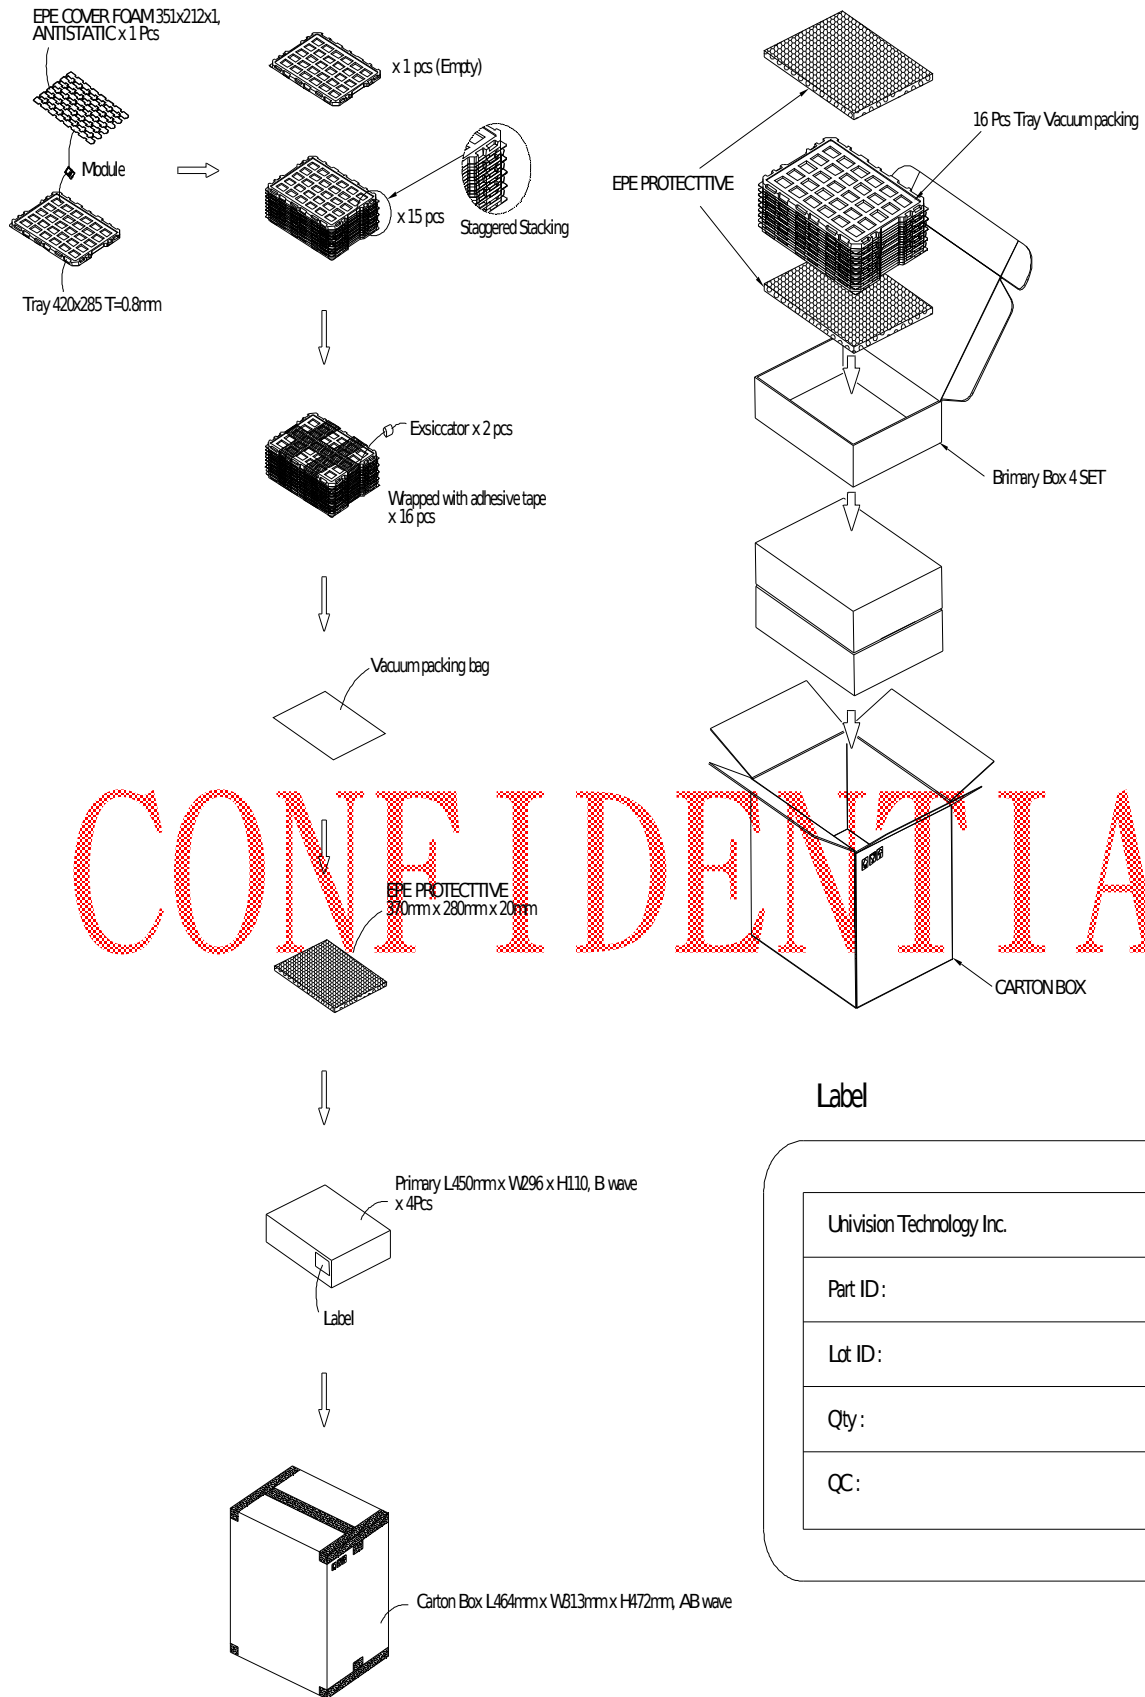 EPE COVER FOAM 351x212x1,
ANTISTATIC x 1 Pcs
Module
Tray 420x285 T=0.8mm
x 1 pcs (Empty)
x 15 pcs
Staggered Stacking
Exsiccator x 2 pcs
Wrapped with adhesive tape
x 16 pcs
Vacuum packing bag
EPE PROTECTTIVE
370mm x 280mm x 20mm
Primary L450mm x W296 x H110, B wave
x 4Pcs
Label
Carton Box L464mm x W313mm x H472mm, AB wave
EPE PROTECTTIVE
16 Pcs Tray Vacuum packing
Brimary Box 4 SET
CARTON BOX
CONFIDENTIA
Label
Univision Technology Inc.
Part ID :
Lot ID :
Qty :
QC :